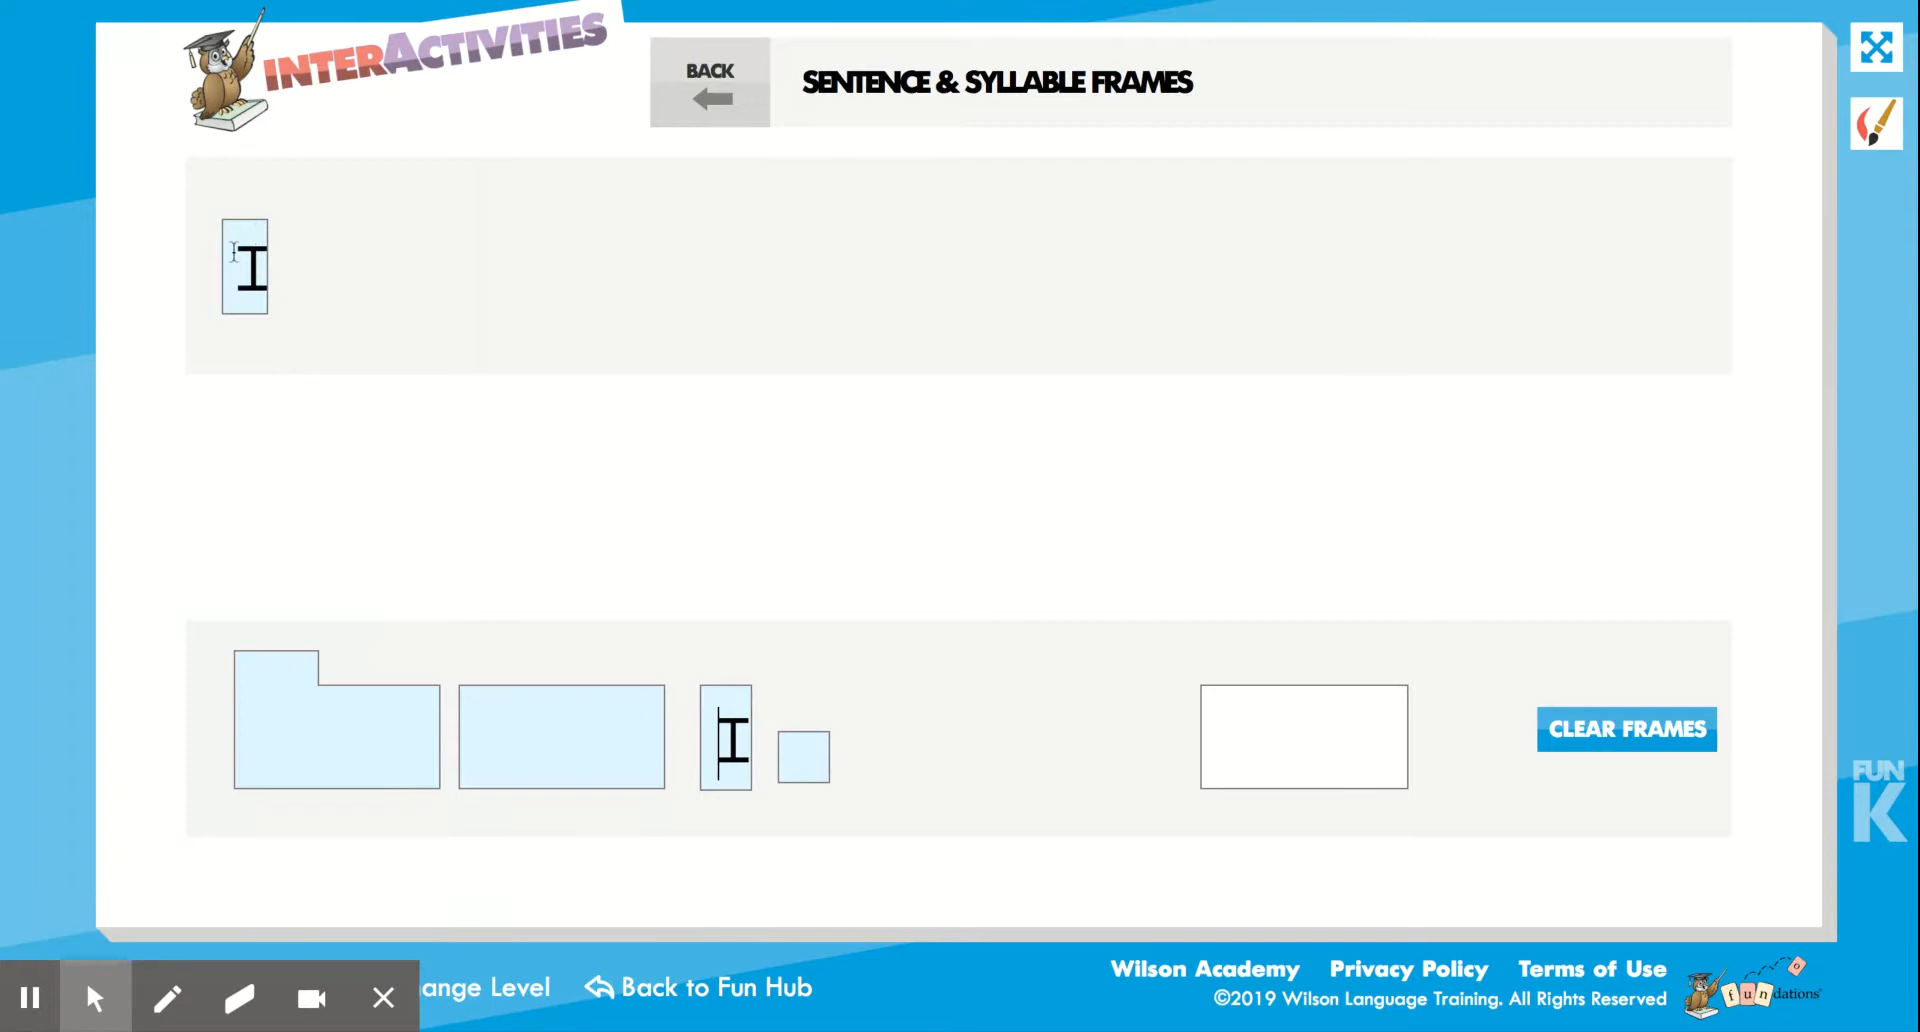 INTERACTIVITIES
BACK
SENTENCE & SYLLABLE FRAMES
I
I
CLEAR FRAMES
FUN
K
ange Level
Back to Fun Hub
Wilson Academy Privacy Policy Terms of Use
©2019 Wilson Language Training. All Rights Reserved
fundations®